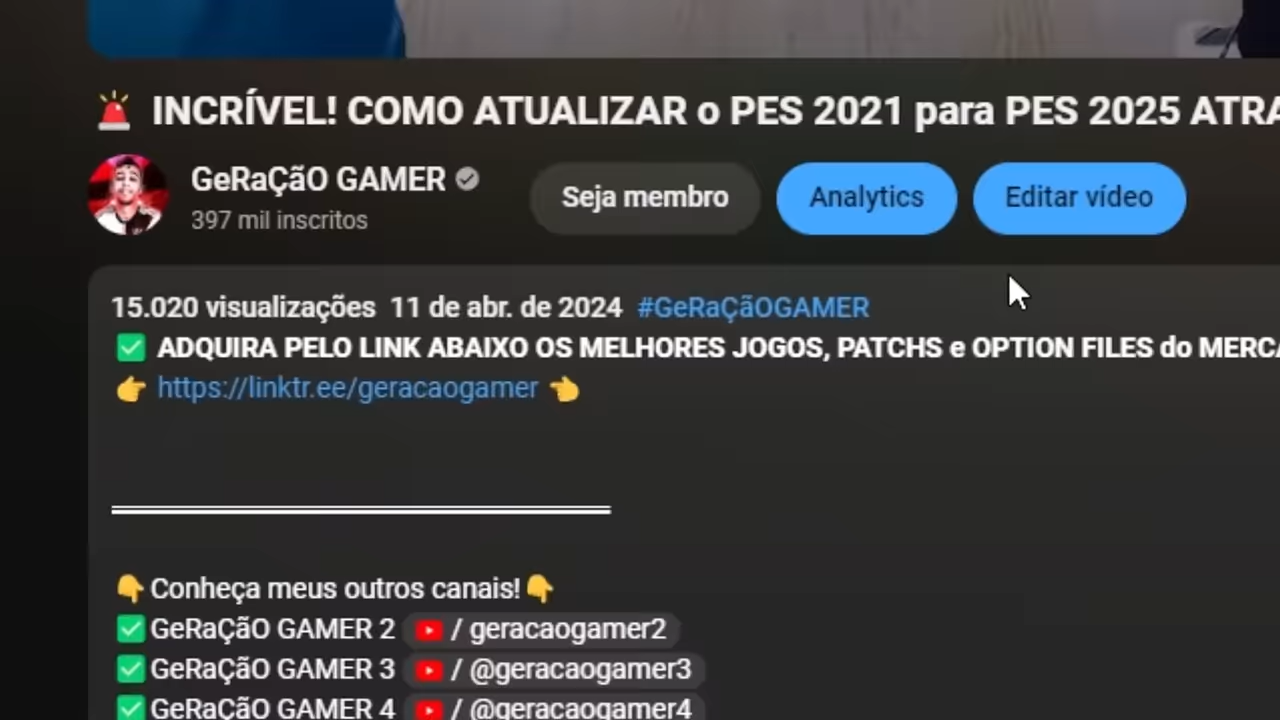 INCRÍVEL! COMO ATUALIZAR o PES 2021 para PES 2025 ATRA
GeRaÇãO GAMER
397 mil inscritos
Seja membro
Analytics
Editar vídeo
15.020 visualizações 11 de abr. de 2024 #GeRaÇãOGAMER
ADQUIRA PELO LINK ABAIXO OS MELHORES JOGOS, PATCHS e OPTION FILES do MERCA
https://linktr.ee/geracaogamer
Conheça meus outros canais!
GeRaÇãO GAMER 2 / geracaogamer2
GeRaÇãO GAMER 3 / @geracaogamer3
GeRaÇãO GAMER 4 / @geracaogamer4